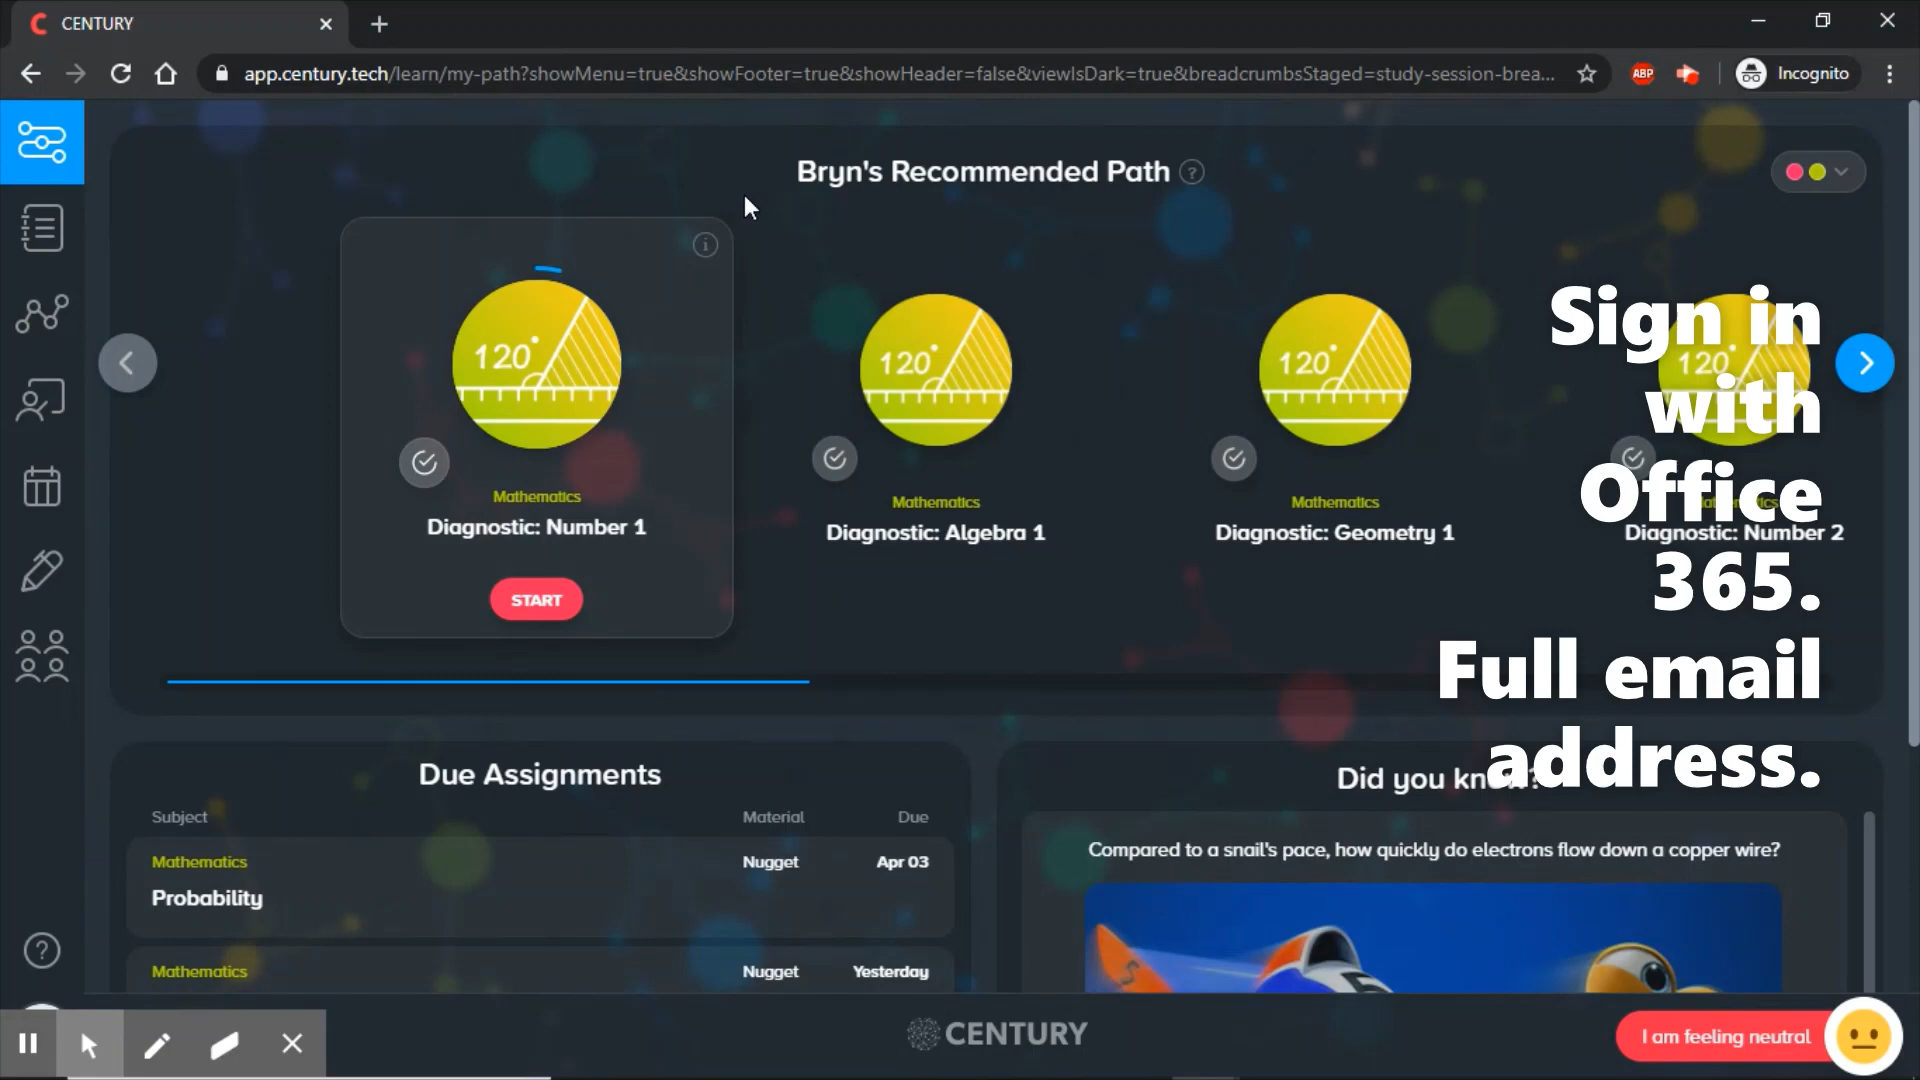 CENTURY
app.century.tech/learn/my-path?showMenu=true&showFooter=true&showHeader=false&viewIsDark=true&breadcrumbsStaged=study-session-brea...
ABP
Incognito
Bryn's Recommended Path ?
i
120°
120°
120°
120°
Mathematics
Diagnostic: Number 1
START
Mathematics
Diagnostic: Algebra 1
Mathematics
Diagnostic: Geometry 1
Diagnostic: Number 2
Sign in
with
Office
365.
Full email
address.
Due Assignments
Subject Material Due
Mathematics Nugget Apr 03
Probability
Mathematics Nugget Yesterday
Did you know?
Compared to a snail's pace, how quickly do electrons flow down a copper wire?
?
CENTURY
I am feeling neutral